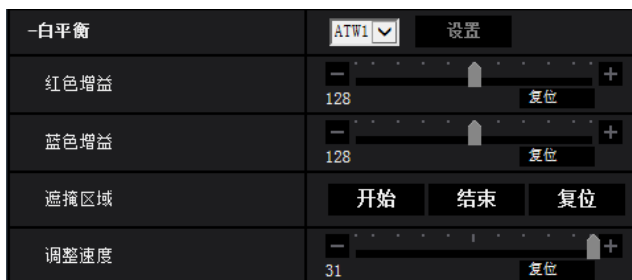 -白平衡 ATW1 设置
红色增益 - +
128 复位
蓝色增益 - +
128 复位
遮掩区域 开始 结束 复位
调整速度 - +
31 复位